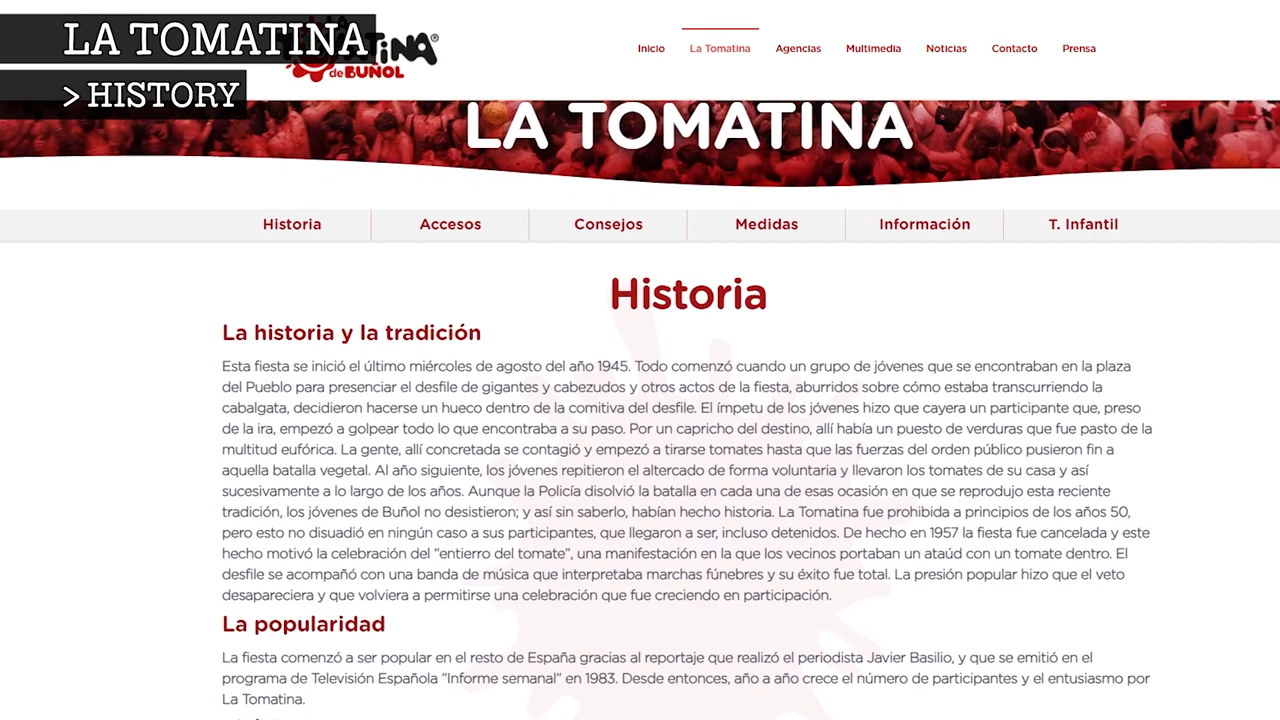 LA TOMATINA
> HISTORY
TiNA®
de BUÑOL
Inicio La Tomatina Agencias Multimedia Noticias Contacto Prensa
LA TOMATINA
Historia Accesos Consejos Medidas Información T. Infantil
Historia
La historia y la tradición
Esta fiesta se inició el último miércoles de agosto del año 1945. Todo comenzó cuando un grupo de jóvenes que se encontraban en la plaza
del Pueblo para presenciar el desfile de gigantes y cabezudos y otros actos de la fiesta, aburridos sobre cómo estaba transcurriendo la
cabalgata, decidieron hacerse un hueco dentro de la comitiva del desfile. El ímpetu de los jóvenes hizo que cayera un participante que, preso
de la ira, empezó a golpear todo lo que encontraba a su paso. Por un capricho del destino, allí había un puesto de verduras que fue pasto de la
multitud eufórica. La gente, allí concretada se contagió y empezó a tirarse tomates hasta que las fuerzas del orden público pusieron fin a
aquella batalla vegetal. Al año siguiente, los jóvenes repitieron el altercado de forma voluntaria y llevaron los tomates de su casa y así
sucesivamente a lo largo de los años. Aunque la Policía disolvió la batalla en cada una de esas ocasión en que se reprodujo esta reciente
tradición, los jóvenes de Buñol no desistieron; y así sin saberlo, habían hecho historia. La Tomatina fue prohibida a principios de los años 50,
pero esto no disuadió en ningún caso a sus participantes, que llegaron a ser, incluso detenidos. De hecho en 1957 la fiesta fue cancelada y este
hecho motivó la celebración del “entierro del tomate”, una manifestación en la que los vecinos portaban un ataúd con un tomate dentro. El
desfile se acompañó con una banda de música que interpretaba marchas fúnebres y su éxito fue total. La presión popular hizo que el veto
desapareciera y que volviera a permitirse una celebración que fue creciendo en participación.
La popularidad
La fiesta comenzó a ser popular en el resto de España gracias al reportaje que realizó el periodista Javier Basilio, y que se emitió en el
programa de Televisión Española “Informe semanal” en 1983. Desde entonces, año a año crece el número de participantes y el entusiasmo por
La Tomatina.